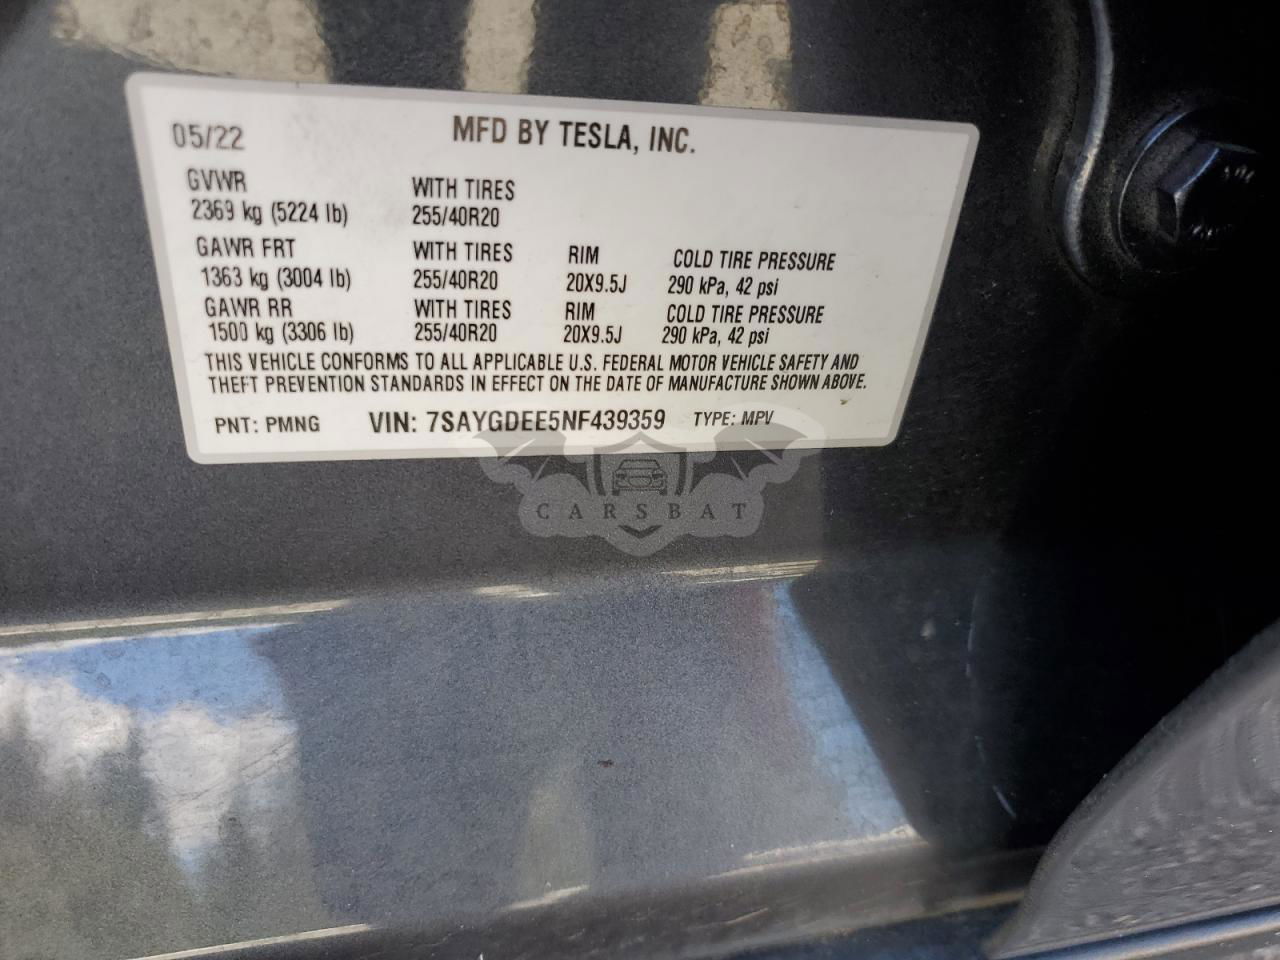 05/22 MFD BY TESLA, INC.
GVWR WITH TIRES
2369 kg (5224 lb) 255/40R20
GAWR FRT WITH TIRES RIM COLD TIRE PRESSURE
1363 kg (3004 lb) 255/40R20 20X9.5J 290 kPa, 42 psi
GAWR RR WITH TIRES RIM COLD TIRE PRESSURE
1500 kg (3306 lb) 255/40R20 20X9.5J 290 kPa, 42 psi
THIS VEHICLE CONFORMS TO ALL APPLICABLE U.S. FEDERAL MOTOR VEHICLE SAFETY AND
THEFT PREVENTION STANDARDS IN EFFECT ON THE DATE OF MANUFACTURE SHOWN ABOVE.
PNT: PMNG VIN: 7SAYGDEE5NF439359 TYPE: MPV
CARSBAT